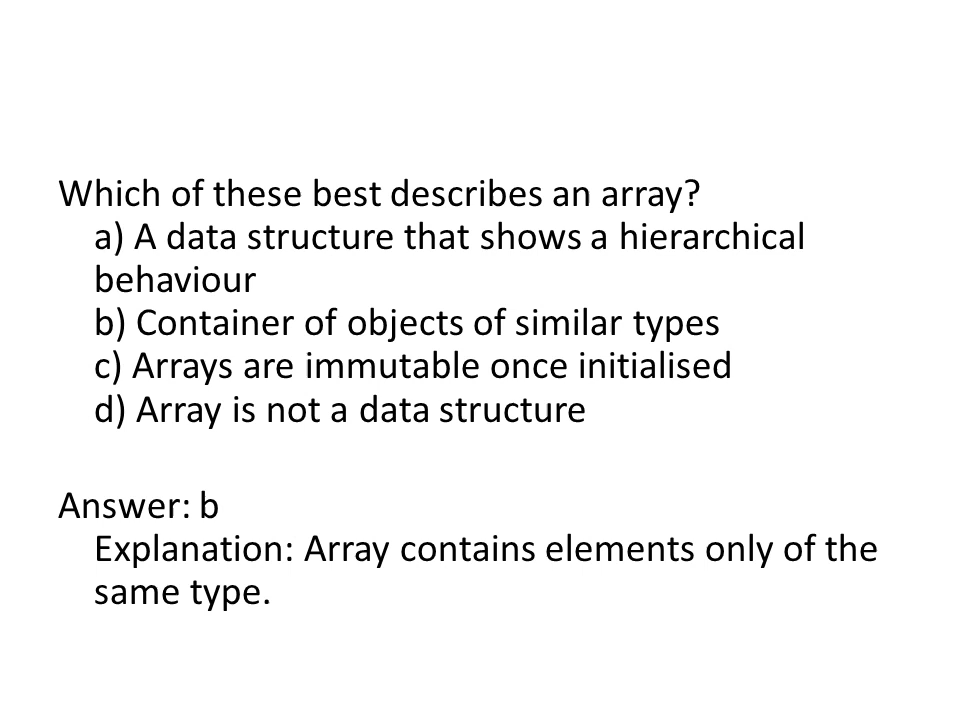 Which of these best describes an array?
a) A data structure that shows a hierarchical
behaviour
b) Container of objects of similar types
c) Arrays are immutable once initialised
d) Array is not a data structure
Answer: b
Explanation: Array contains elements only of the
same type.